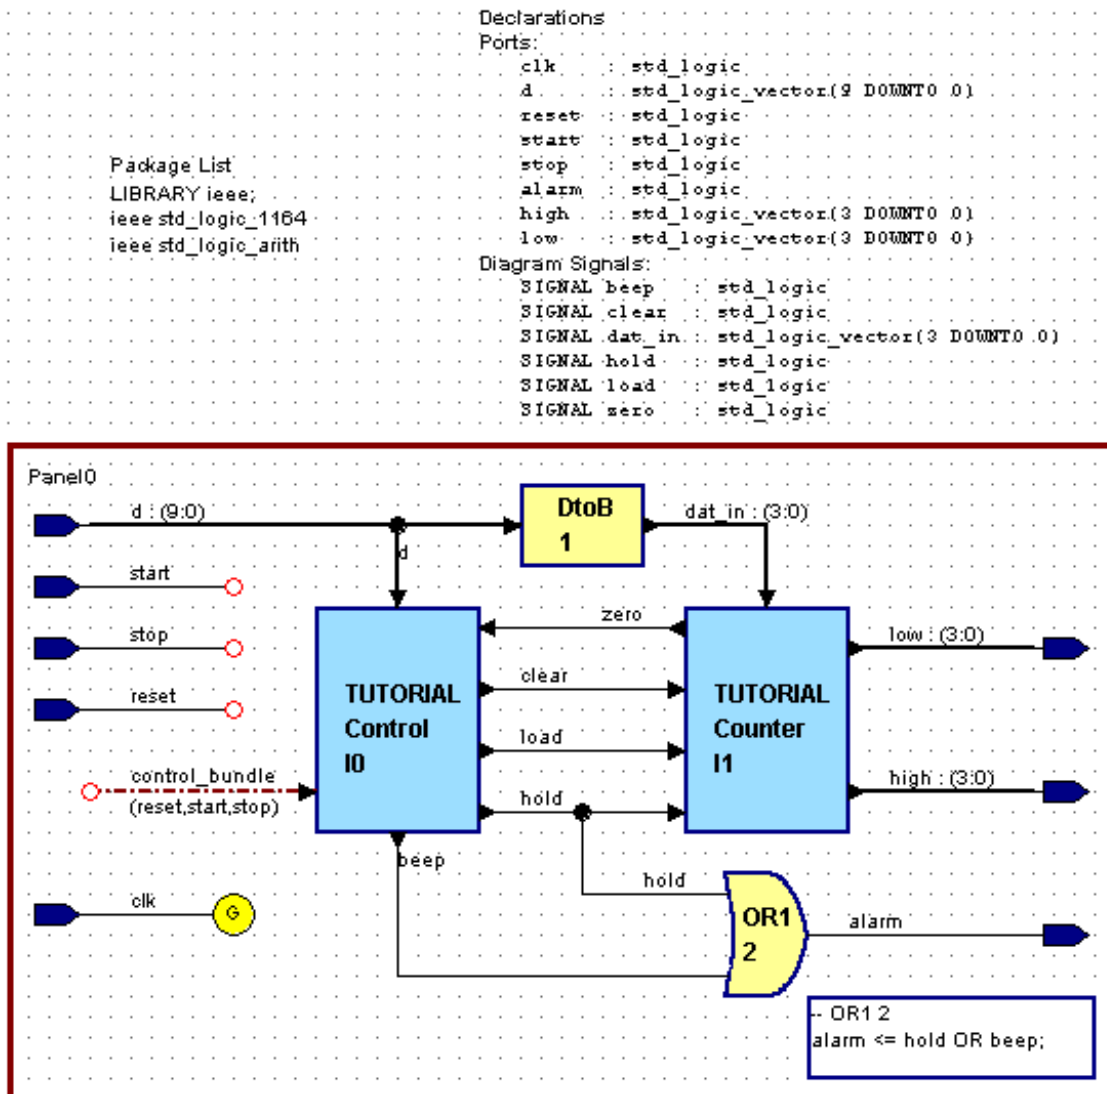 Declarations
Ports:
clk : std_logic
d : std_logic_vector(9 DOWNTO 0)
reset : std_logic
start : std_logic
stop : std_logic
alarm : std_logic
high : std_logic_vector(3 DOWNTO 0)
low : std_logic_vector(3 DOWNTO 0)
Diagram Signals:
SIGNAL beep : std_logic
SIGNAL clear : std_logic
SIGNAL dat_in : std_logic_vector(3 DOWNTO 0)
SIGNAL hold : std_logic
SIGNAL load : std_logic
SIGNAL zero : std_logic
Package List
LIBRARY ieee;
ieee std_logic_1164
ieee std_logic_arith
Panel0
d : (9:0)
DtoB
1
dat_in : (3:0)
d
start
stop
reset
control_bundle
(reset,start,stop)
clk
G
TUTORIAL
Control
I0
zero
clear
load
hold
TUTORIAL
Counter
I1
low : (3:0)
high : (3:0)
beep
hold
OR1
2
alarm
-- OR1 2
alarm <= hold OR beep;